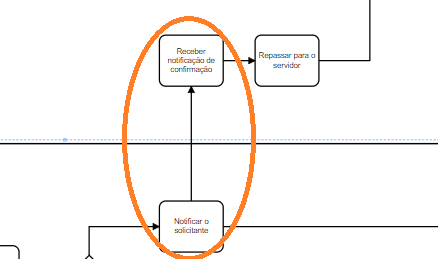 Receber
notificação de
confirmação
Repassar para o
servidor
Notificar o
solicitante